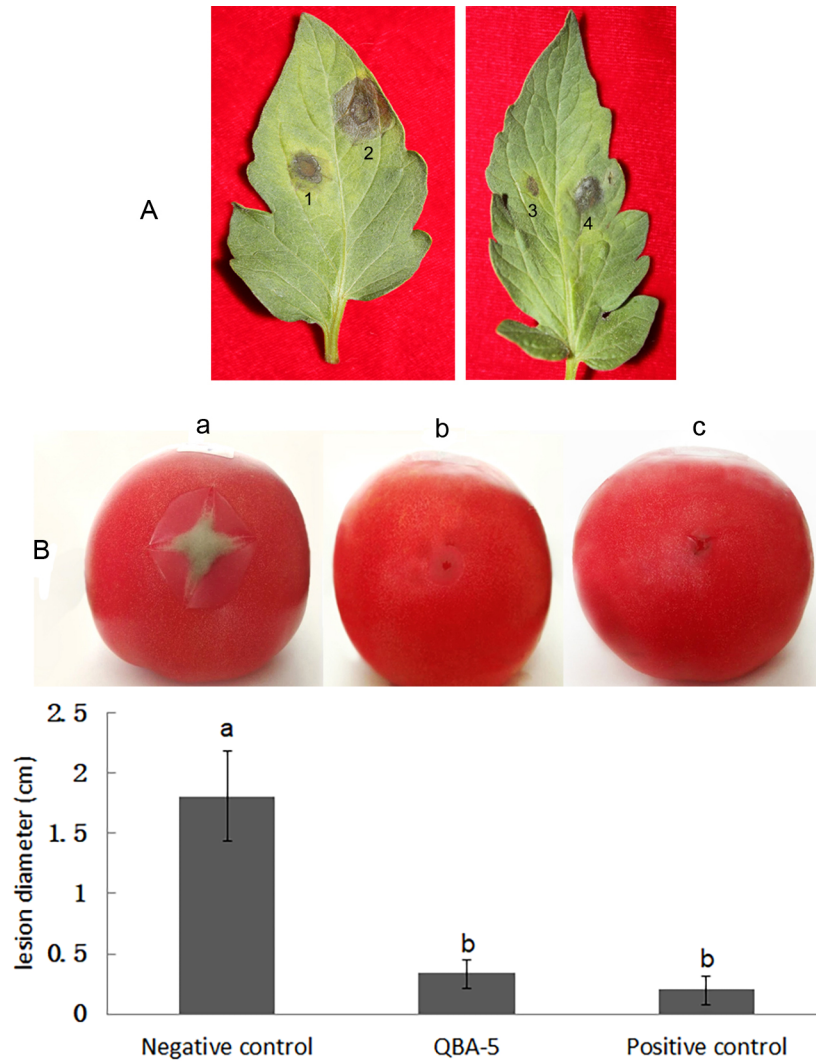 A
1
2
3
4
a
b
c
B
lesion diameter (cm)
2.5
2
1.5
1
0.5
0
a
b
b
Negative control
QBA-5
Positive control